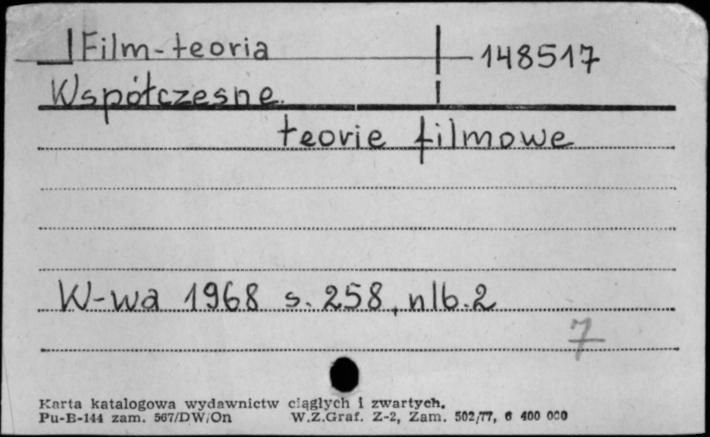 Film-teoria 148517
Współczesne
teorie filmowe
W-wa 1968 s. 258, nlb. 2
7
Karta katalogowa wydawnictw ciągłych i zwartych.
Pu-B-144 zam. 567/DW/On W.Z.Graf. Z-2, Zam. 502/77, 6 400 000